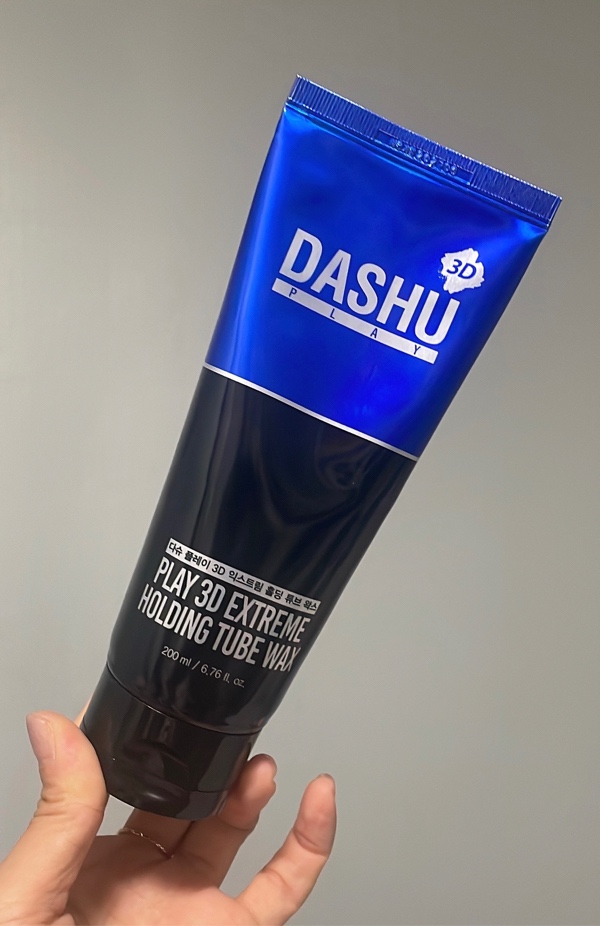 3D
DASHU
PLAY
다슈 플레이 3D 익스트림 홀딩 튜브 왁스
PLAY 3D EXTREME
HOLDING TUBE WAX
200 ml / 6.76 fl. oz.